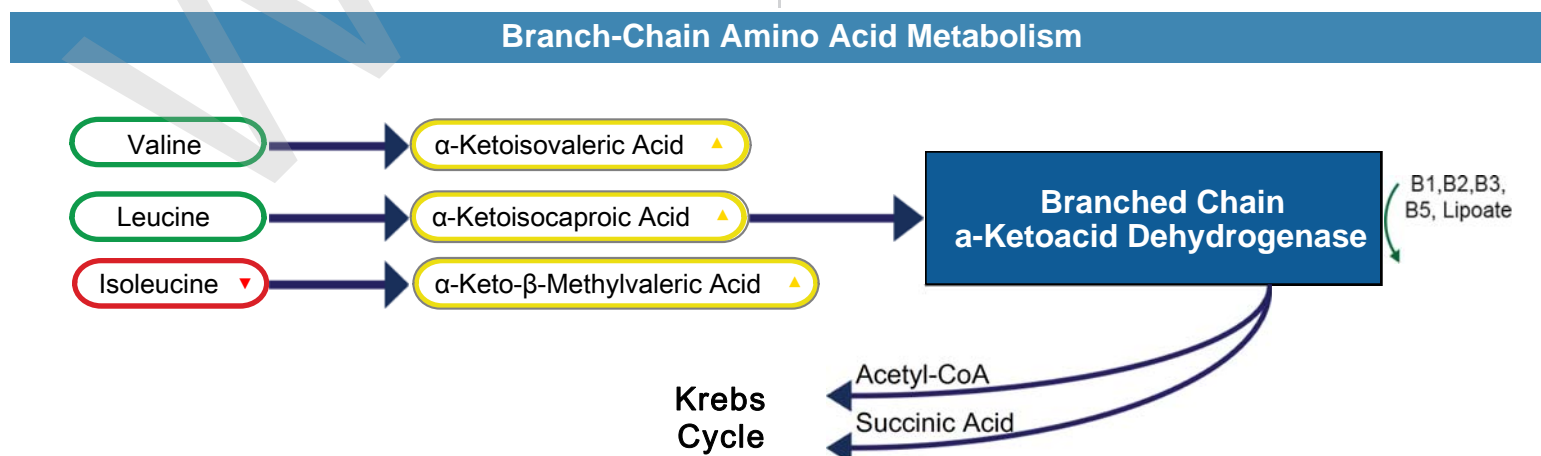 Branch-Chain Amino Acid Metabolism
Valine
α-Ketoisovaleric Acid ▲
Leucine
α-Ketoisocaproic Acid ▲
Isoleucine ▼
α-Keto-β-Methylvaleric Acid ▲
Branched Chain
a-Ketoacid Dehydrogenase
B1,B2,B3,
B5, Lipoate
Acetyl-CoA
Succinic Acid
Krebs
Cycle